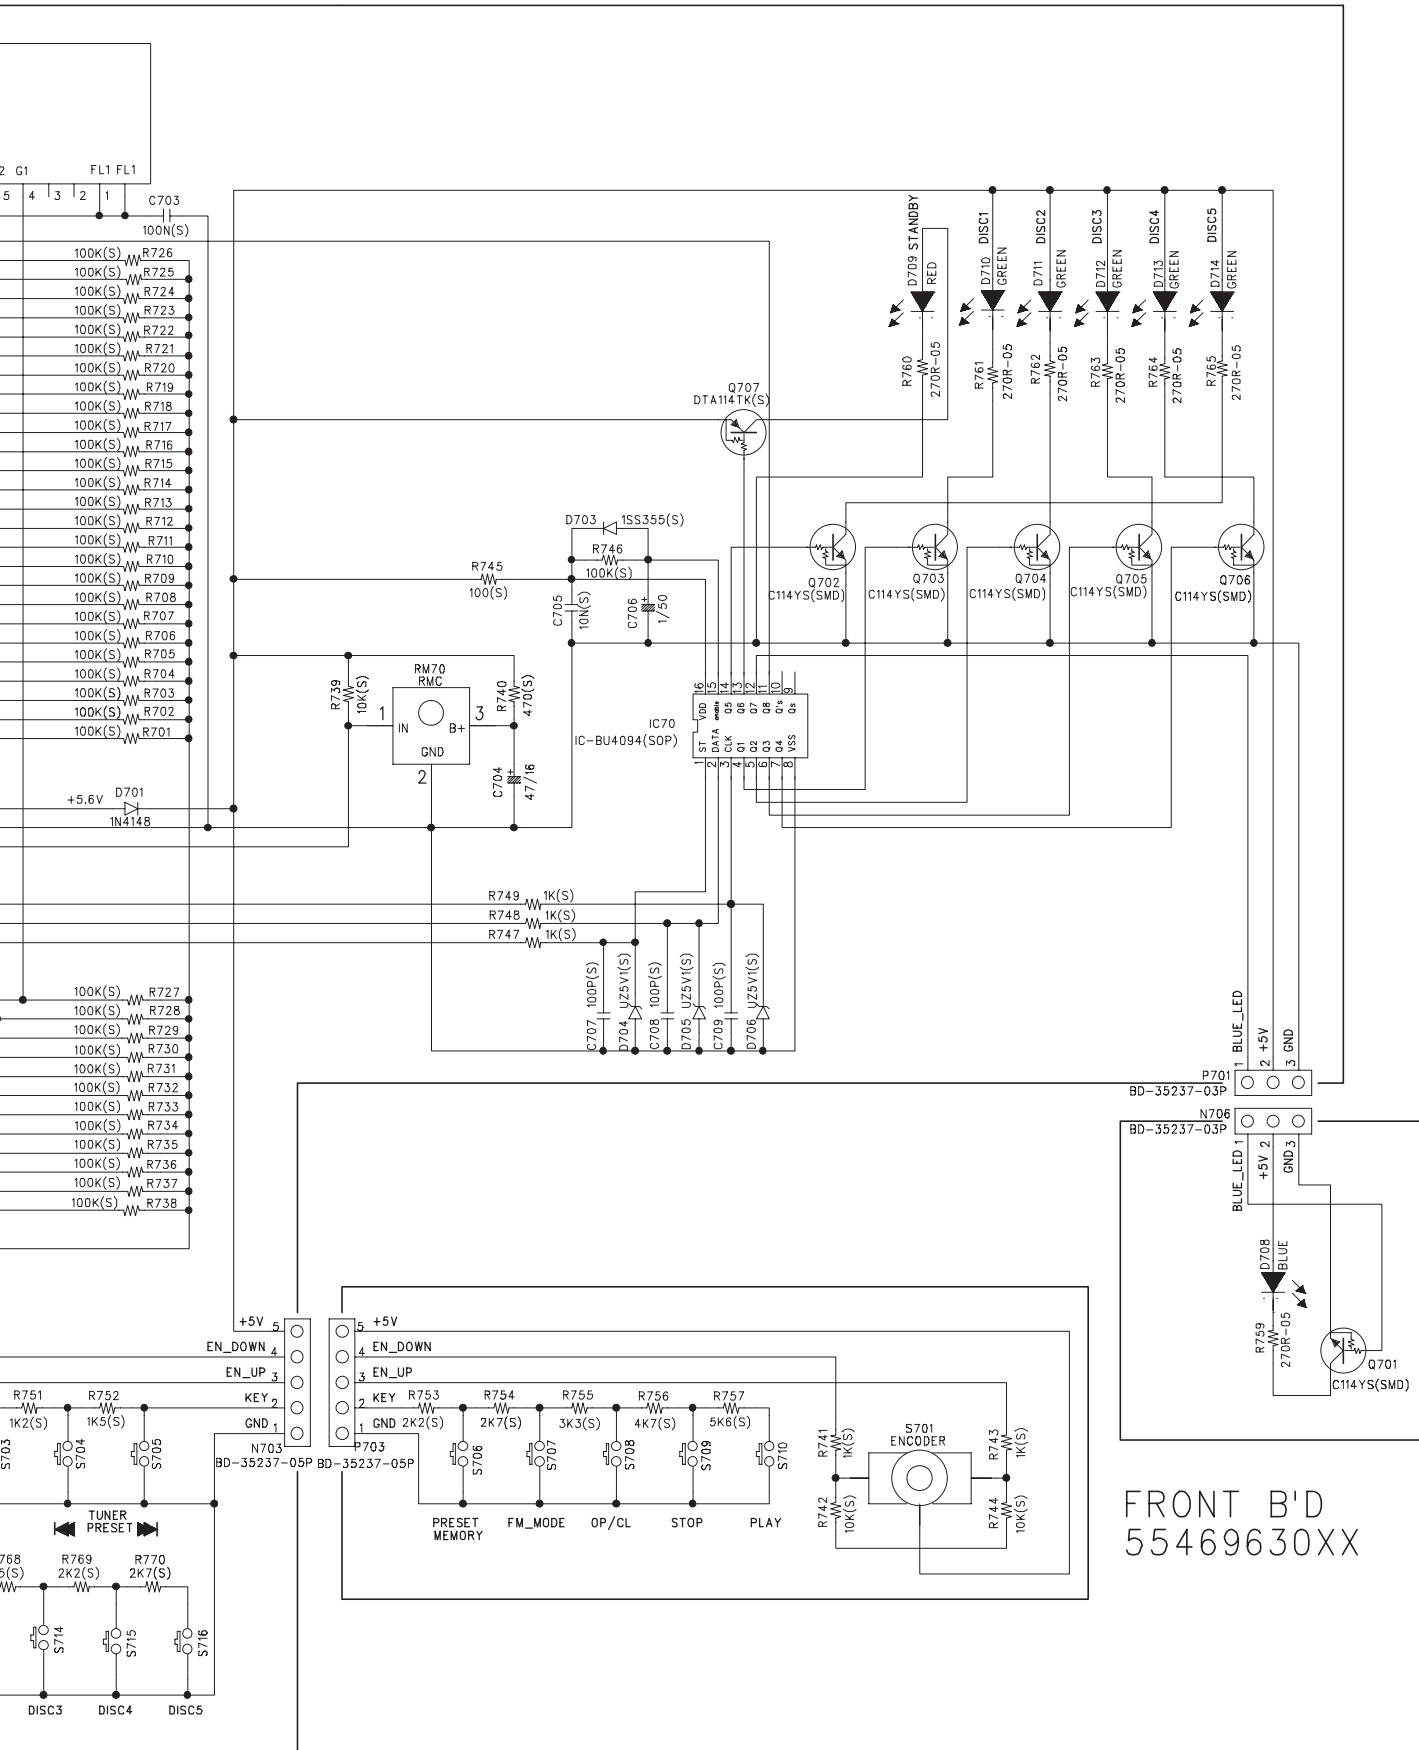 2 G1
FL1 FL1
5 4 3 2 1
C703
100N(S)
100K(S) R726
100K(S) R725
100K(S) R724
100K(S) R723
100K(S) R722
100K(S) R721
100K(S) R720
100K(S) R719
100K(S) R718
100K(S) R717
100K(S) R716
100K(S) R715
100K(S) R714
100K(S) R713
100K(S) R712
100K(S) R711
100K(S) R710
100K(S) R709
100K(S) R708
100K(S) R707
100K(S) R706
100K(S) R705
100K(S) R704
100K(S) R703
100K(S) R702
100K(S) R701
+5.6V
D701
1N4148
D709 STANDBY
RED
D710 DISC1
GREEN
D711 DISC2
GREEN
D712 DISC3
GREEN
D713 DISC4
GREEN
D714 DISC5
GREEN
R760
270R-05
R761
270R-05
R762
270R-05
R763
270R-05
R764
270R-05
R765
270R-05
Q707
DTA114TK(S)
D703 1SS355(S)
R746
100K(S)
R745
100(S)
C705
10N(S)
C706
+
1/50
Q702
C114YS(SMD)
Q703
C114YS(SMD)
Q704
C114YS(SMD)
Q705
C114YS(SMD)
Q706
C114YS(SMD)
R739
10K(S)
RM70
RMC
1 IN
B+ 3
GND
2
R740
470(S)
C704
+
47/16
IC70
IC-BU4094(SOP)
16 15 14 13 12 11 10 9
VDD enable Q5 Q6 Q7 Q8 Q's Qs
ST DATA CLK Q1 Q2 Q3 Q4 VSS
1 2 3 4 5 6 7 8
R749 1K(S)
R748 1K(S)
R747 1K(S)
C707 100P(S)
D704 UZ5V1(S)
C708 100P(S)
D705 UZ5V1(S)
C709 100P(S)
D706 UZ5V1(S)
100K(S) R727
100K(S) R728
100K(S) R729
100K(S) R730
100K(S) R731
100K(S) R732
100K(S) R733
100K(S) R734
100K(S) R735
100K(S) R736
100K(S) R737
100K(S) R738
1 BLUE_LED
2 +5V
3 GND
P701
BD-35237-03P
N706
BD-35237-03P
BLUE_LED 1
+5V 2
GND 3
D708
BLUE
R759
270R-05
Q701
C114YS(SMD)
+5V 5
EN_DOWN 4
EN_UP 3
KEY 2
GND 1
N703
BD-35237-05P
5 +5V
4 EN_DOWN
3 EN_UP
2 KEY
1 GND
P703
BD-35237-05P
R751
1K2(S)
R752
1K5(S)
S703
S704
S705
R753
2K2(S)
R754
2K7(S)
R755
3K3(S)
R756
4K7(S)
R757
5K6(S)
S706
S707
S708
S709
S710
PRESET
MEMORY
FM_MODE
OP/CL
STOP
PLAY
R741
1K(S)
R742
10K(S)
S701
ENCODER
R743
1K(S)
R744
10K(S)
TUNER
PRESET
768
5(S)
R769
2K2(S)
R770
2K7(S)
S714
S715
S716
DISC3
DISC4
DISC5
FRONT B'D
55469630XX